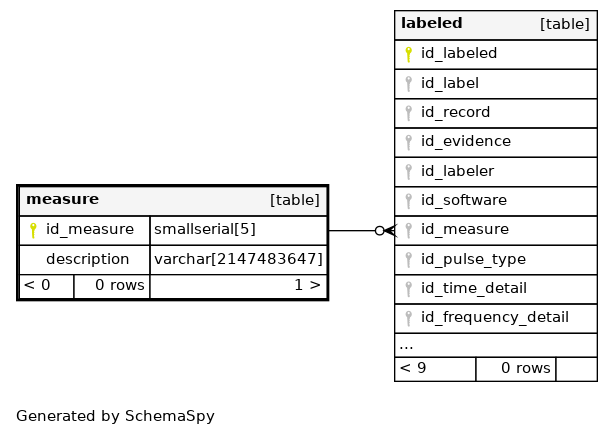 labeled [table]
id_labeled
id_label
id_record
id_evidence
id_labeler
id_software
id_measure
id_pulse_type
id_time_detail
id_frequency_detail
...
< 9 0 rows
measure [table]
id_measure smallserial[5]
description varchar[2147483647]
< 0 0 rows 1 >
Generated by SchemaSpy